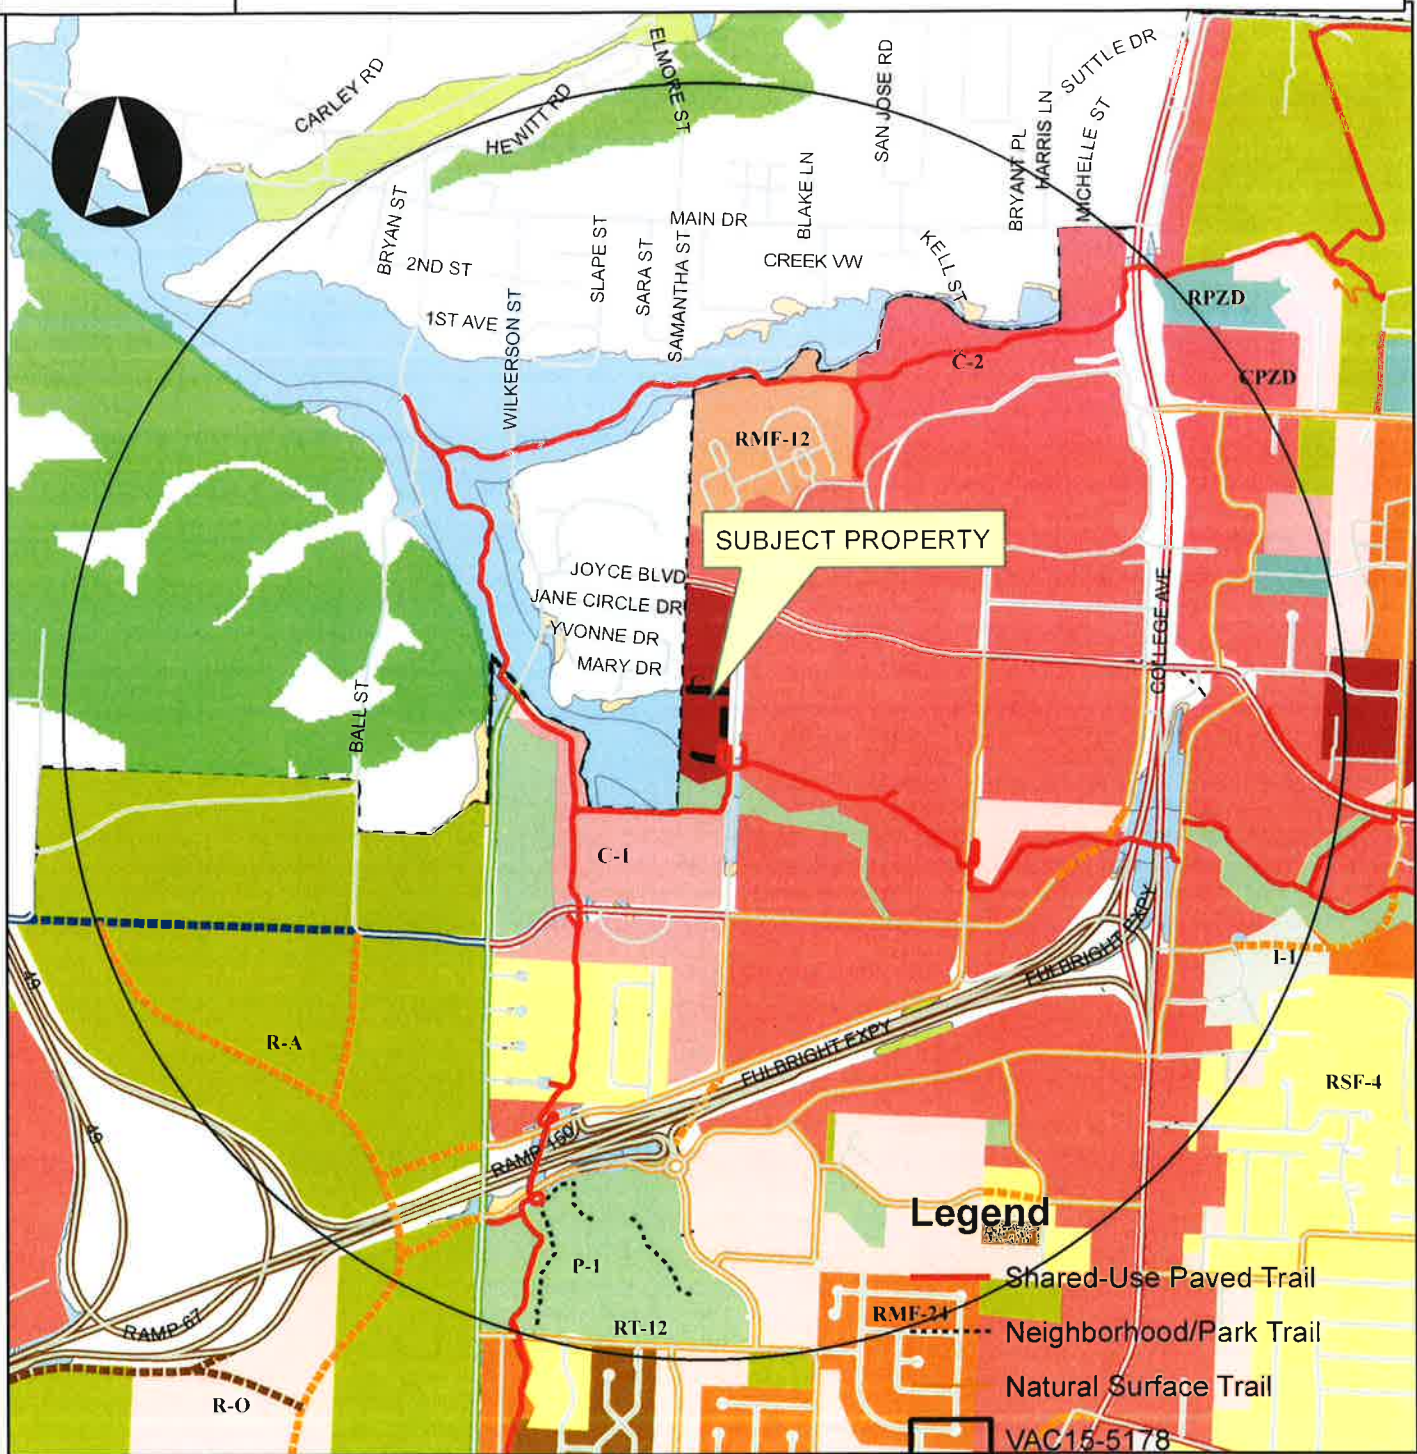 CARLEY RD
ELMORE ST
HEWITT RD
SAN JOSE RD
SUTTLE DR
HARRIS LN
BRYANT PL
MICHELLE ST
BLAKE LN
BRYAN ST
2ND ST
1ST AVE
WILKERSON ST
SLAPE ST
SARA ST
SAMANTHA ST
MAIN DR
CREEK VW
KELL ST
RPZD
C-2
CPZD
RMF-12
SUBJECT PROPERTY
JOYCE BLVD
JANE CIRCLE DR
YVONNE DR
MARY DR
COLLEGE AVE
BALL ST
C-1
FULBRIGHT EXPY
I-1
49
R-A
FULBRIGHT EXPY
RSF-4
49
RAMP 150
P-1
RT-12
RAMP 67
R-O
RMF-24
Legend
Shared-Use Paved Trail
Neighborhood/Park Trail
Natural Surface Trail
VAC15-5178